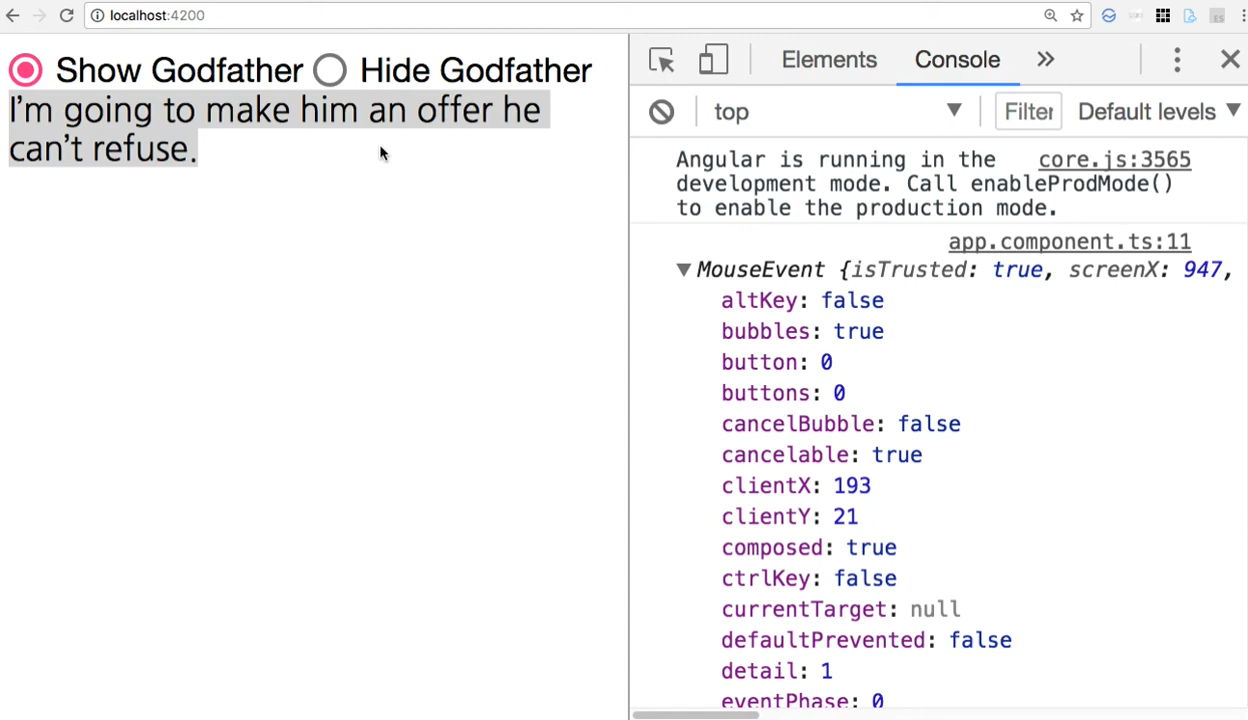 localhost:4200
Show Godfather Hide Godfather
I'm going to make him an offer he
can't refuse.
Elements Console »
top Filter Default levels
Angular is running in the core.js:3565
development mode. Call enableProdMode()
to enable the production mode.
app.component.ts:11
MouseEvent {isTrusted: true, screenX: 947,
altKey: false
bubbles: true
button: 0
buttons: 0
cancelBubble: false
cancelable: true
clientX: 193
clientY: 21
composed: true
ctrlKey: false
currentTarget: null
defaultPrevented: false
detail: 1
eventPhase: 0